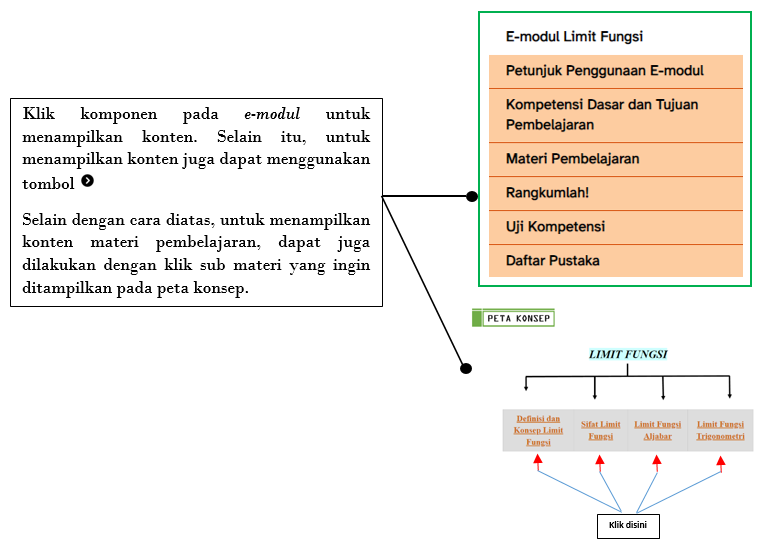 Klik komponen pada e-modul untuk
menampilkan konten. Selain itu, untuk
menampilkan konten juga dapat menggunakan
tombol
Selain dengan cara diatas, untuk menampilkan
konten materi pembelajaran, dapat juga
dilakukan dengan klik sub materi yang ingin
ditampilkan pada peta konsep.
E-modul Limit Fungsi
Petunjuk Penggunaan E-modul
Kompetensi Dasar dan Tujuan
Pembelajaran
Materi Pembelajaran
Rangkumlah!
Uji Kompetensi
Daftar Pustaka
PETA KONSEP
LIMIT FUNGSI
Definisi dan
Konsep Limit
Fungsi
Sifat Limit
Fungsi
Limit Fungsi
Aljabar
Limit Fungsi
Trigonometri
Klik disini